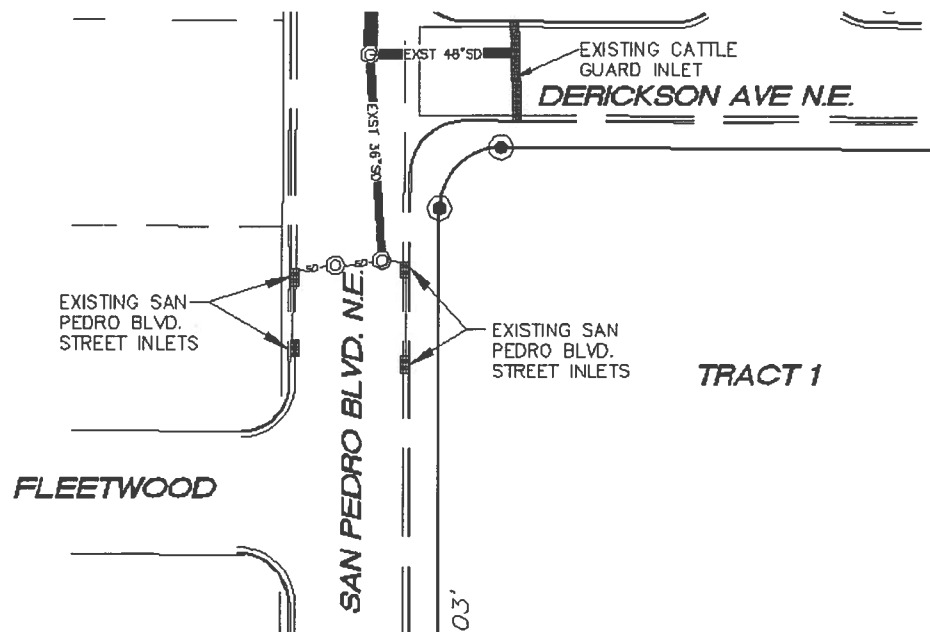 EXST 48"SD
EXISTING CATTLE
GUARD INLET
DERICKSON AVE N.E.
EXST 36"SD
SD
SD
EXISTING SAN
PEDRO BLVD.
STREET INLETS
EXISTING SAN
PEDRO BLVD.
STREET INLETS
SAN PEDRO BLVD. N.E.
TRACT 1
FLEETWOOD
03'